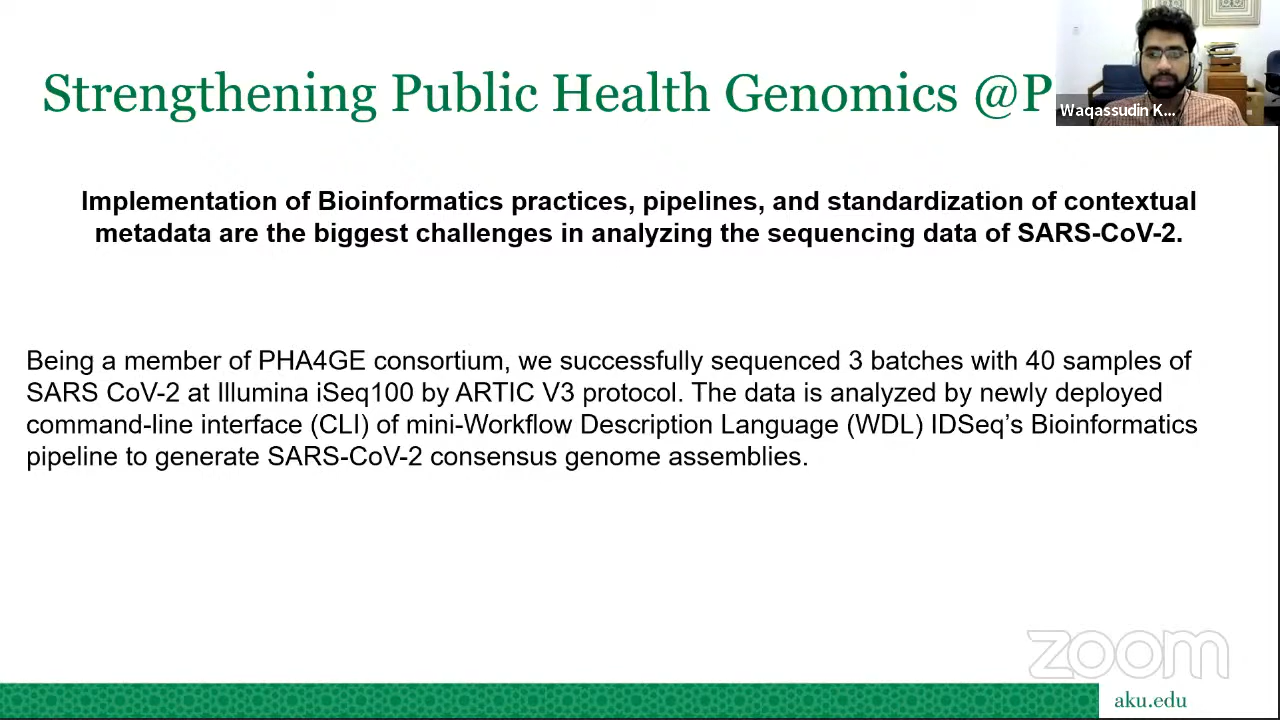 Strengthening Public Health Genomics @P
Waqassudin K...
Implementation of Bioinformatics practices, pipelines, and standardization of contextual
metadata are the biggest challenges in analyzing the sequencing data of SARS-CoV-2.
Being a member of PHA4GE consortium, we successfully sequenced 3 batches with 40 samples of
SARS CoV-2 at Illumina iSeq100 by ARTIC V3 protocol. The data is analyzed by newly deployed
command-line interface (CLI) of mini-Workflow Description Language (WDL) IDSeq’s Bioinformatics
pipeline to generate SARS-CoV-2 consensus genome assemblies.
zoom
aku.edu